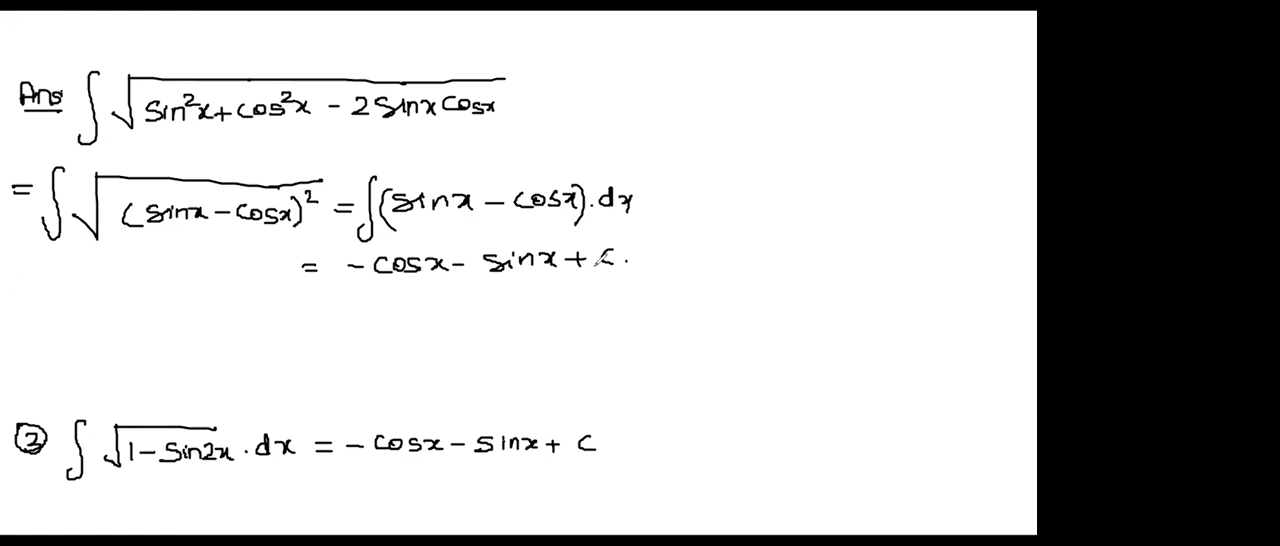 Ans ∫ √(sin²x + cos²x - 2 sinx cosx)
= ∫ √(sinx - cosx)² = ∫(sinx - cosx).dx
= - cosx - sinx + c.
② ∫ √(1 - sin2x) . dx = - cosx - sinx + c